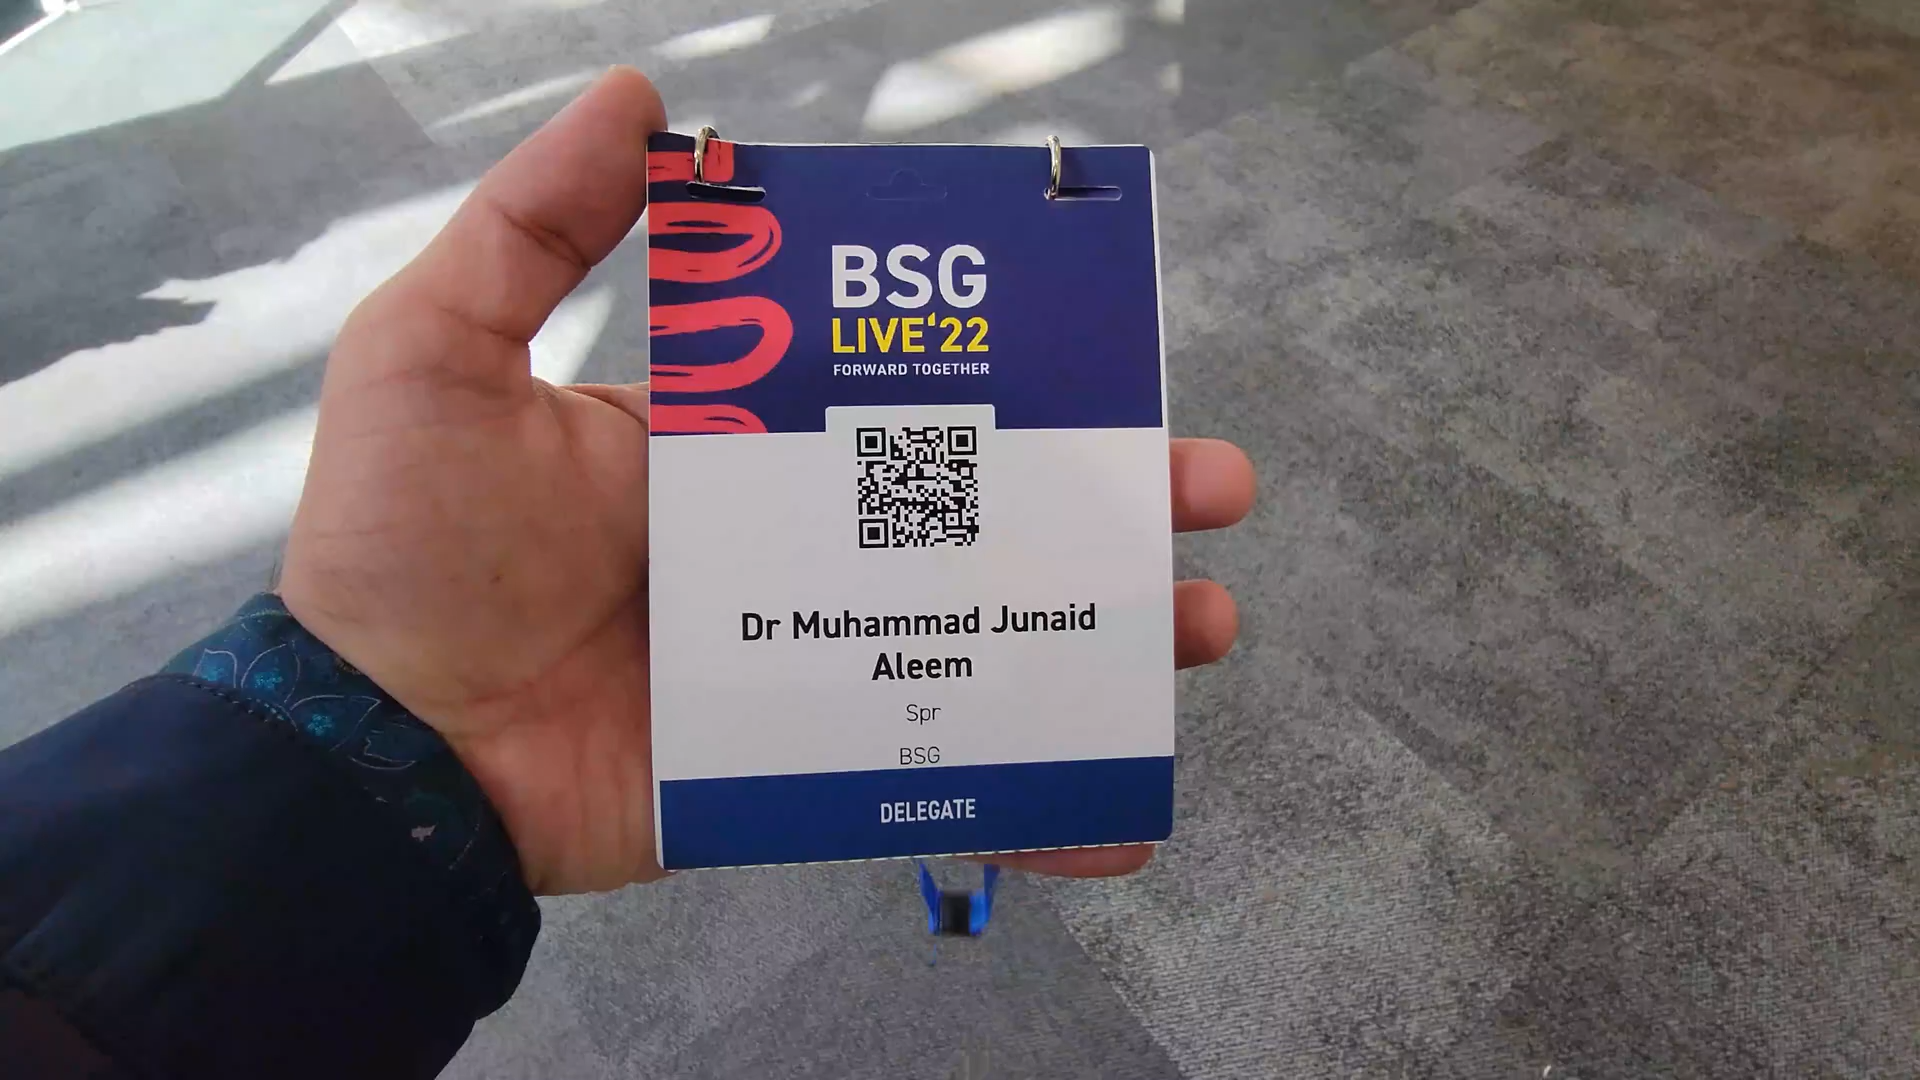 BSG
LIVE'22
FORWARD TOGETHER
Dr Muhammad Junaid
Aleem
Spr
BSG
DELEGATE